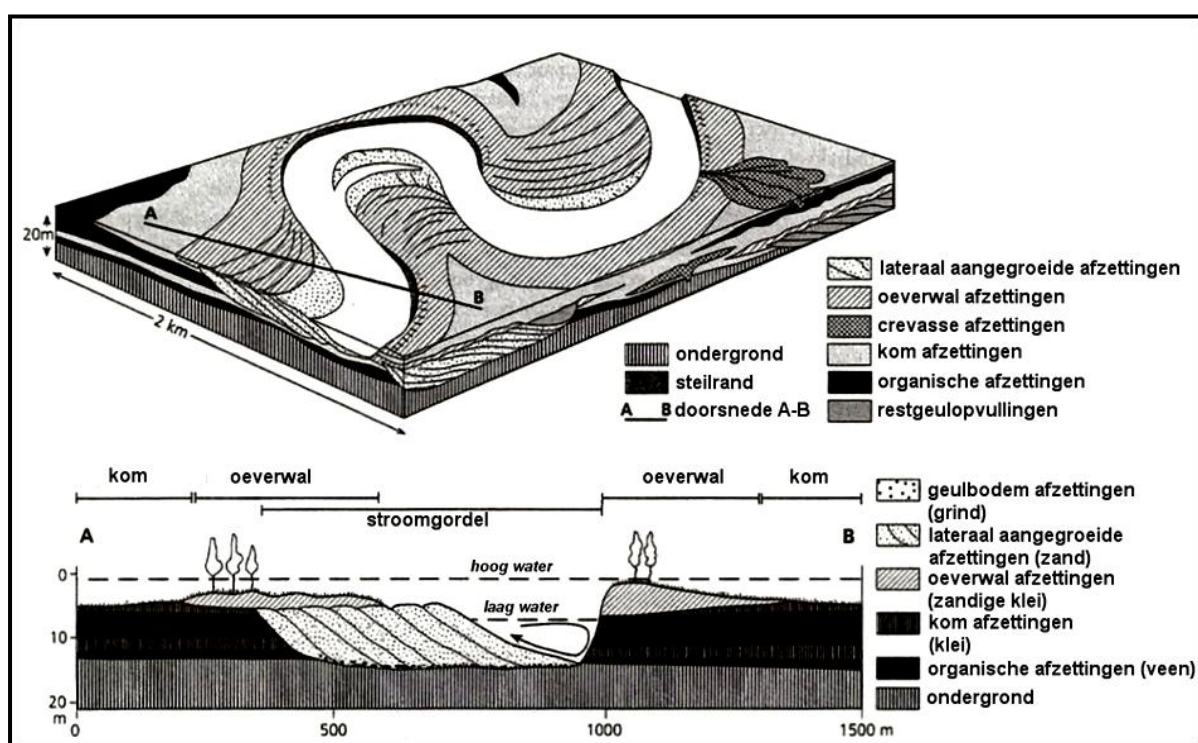 A
B
20m
2 km
lateraal aangegroeide afzettingen
oeverwal afzettingen
crevasse afzettingen
kom afzettingen
organische afzettingen
restgeulopvullingen
ondergrond
steilrand
A B doorsnede A-B
kom
oeverwal
oeverwal
kom
stroomgordel
A
B
hoog water
laag water
0
10
20
m
0
500
1000
1500 m
geulbodem afzettingen
(grind)
lateraal aangegroeide
afzettingen (zand)
oeverwal afzettingen
(zandige klei)
kom afzettingen
(klei)
organische afzettingen (veen)
ondergrond